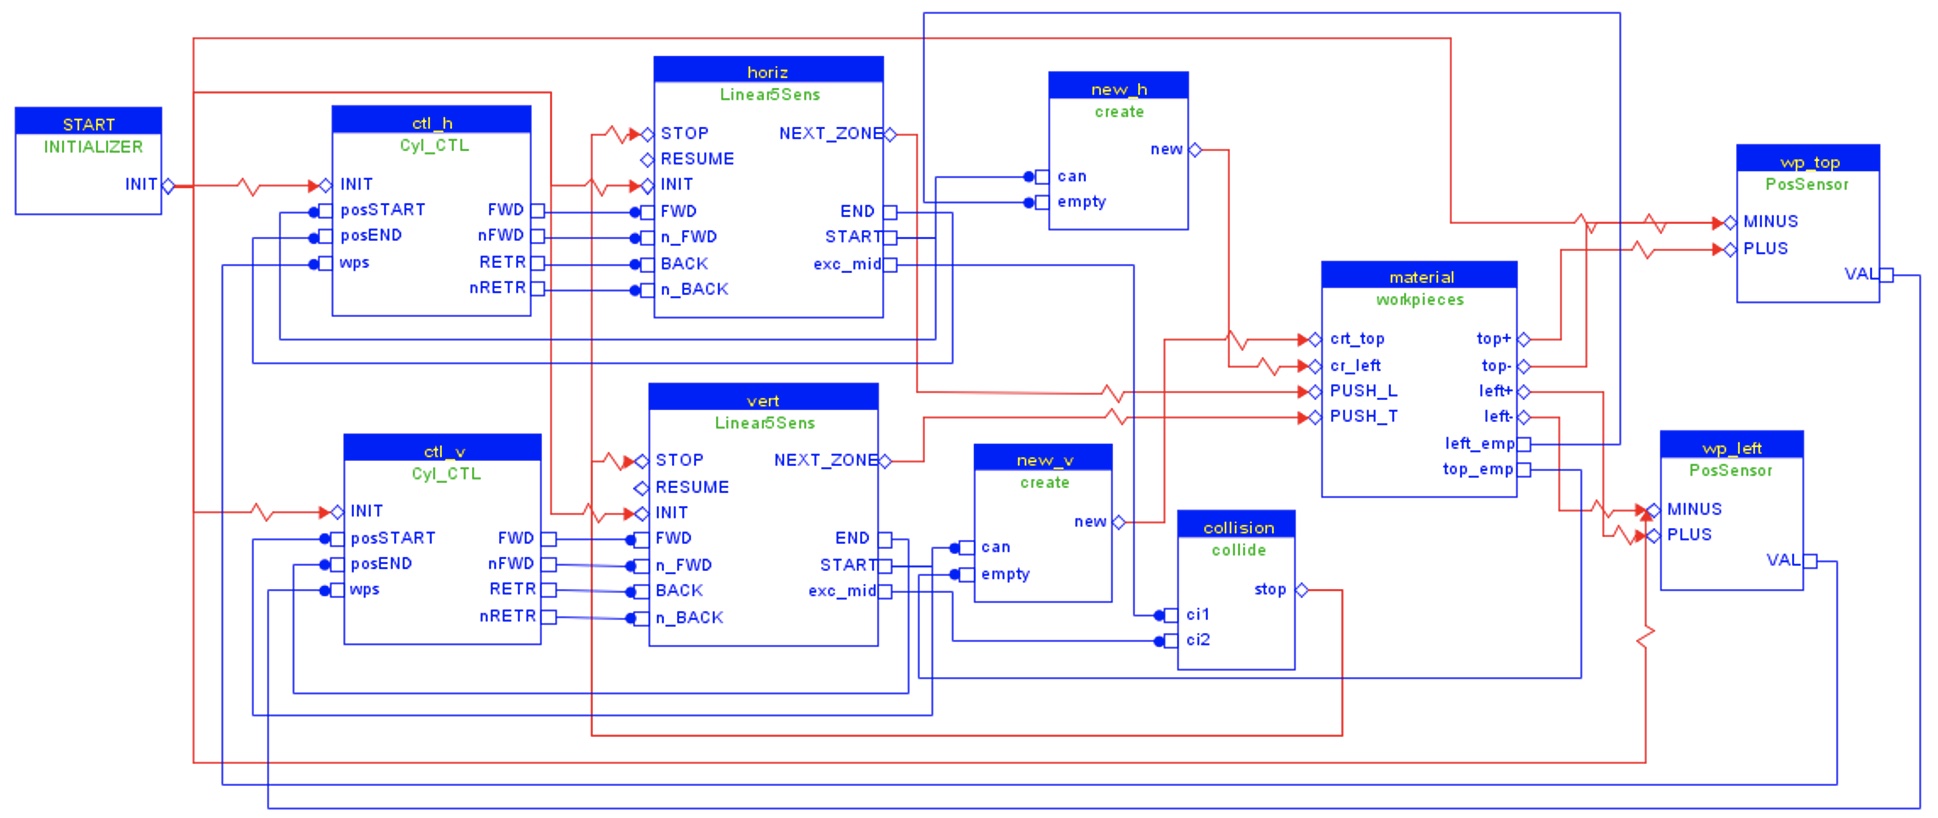 START
INITIALIZER
INIT
ctl_h
Cyl_CTL
INIT
posSTART
posEND
wps
FWD
nFWD
RETR
nRETR
horiz
Linear5Sens
STOP
RESUME
INIT
FWD
n_FWD
BACK
n_BACK
NEXT_ZONE
END
START
exc_mid
new_h
create
new
can
empty
wp_top
PosSensor
MINUS
PLUS
VAL
material
workpieces
crt_top
cr_left
PUSH_L
PUSH_T
top+
top-
left+
left-
left_emp
top_emp
ctl_v
Cyl_CTL
INIT
posSTART
posEND
wps
FWD
nFWD
RETR
nRETR
vert
Linear5Sens
STOP
RESUME
INIT
FWD
n_FWD
BACK
n_BACK
NEXT_ZONE
END
START
exc_mid
new_v
create
new
can
empty
collision
collide
stop
ci1
ci2
wp_left
PosSensor
MINUS
PLUS
VAL